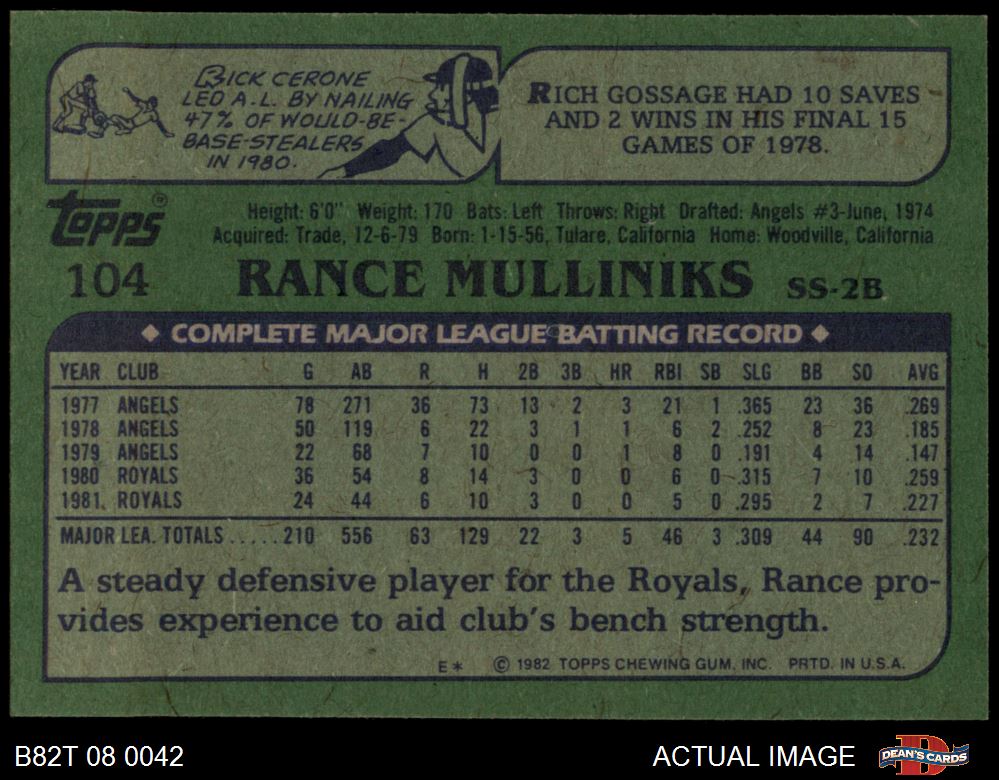 RICK CERONE
LED A.L. BY NAILING
47% OF WOULD-BE-
BASE-STEALERS
IN 1980.
RICH GOSSAGE HAD 10 SAVES
AND 2 WINS IN HIS FINAL 15
GAMES OF 1978.
topps®
Height: 6'0" Weight: 170 Bats: Left Throws: Right Drafted: Angels #3-June, 1974
Acquired: Trade, 12-6-79 Born: 1-15-56, Tulare, California Home: Woodville, California
104 RANCE MULLINIKS SS-2B
◆ COMPLETE MAJOR LEAGUE BATTING RECORD ◆
YEAR CLUB G AB R H 2B 3B HR RBI SB SLG BB SO AVG
1977 ANGELS 78 271 36 73 13 2 3 21 1 .365 23 36 .269
1978 ANGELS 50 119 6 22 3 1 1 6 2 .252 8 23 .185
1979 ANGELS 22 68 7 10 0 0 1 8 0 .191 4 14 .147
1980 ROYALS 36 54 8 14 3 0 0 6 0 .315 7 10 .259
1981 ROYALS 24 44 6 10 3 0 0 5 0 .295 2 7 .227
MAJOR LEA. TOTALS.....210 556 63 129 22 3 5 46 3 .309 44 90 .232
A steady defensive player for the Royals, Rance pro-
vides experience to aid club's bench strength.
E* © 1982 TOPPS CHEWING GUM, INC. PRTD. IN U.S.A.
B82T 08 0042 ACTUAL IMAGE DEAN'S CARDS